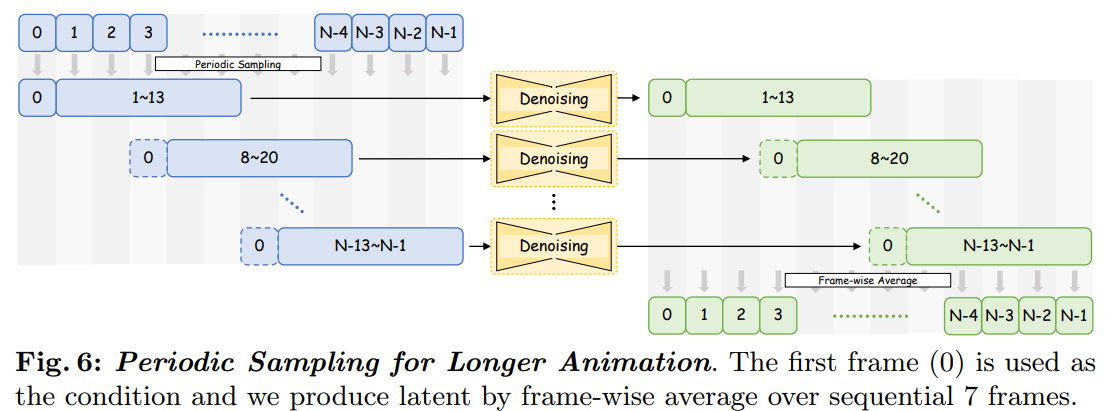 0 1 2 3 N-4 N-3 N-2 N-1
Periodic Sampling
0 1~13 Denoising 0 1~13
0 8~20 Denoising 0 8~20
0 N-13~N-1 Denoising 0 N-13~N-1
Frame-wise Average
0 1 2 3 N-4 N-3 N-2 N-1
Fig. 6: Periodic Sampling for Longer Animation. The first frame (0) is used as
the condition and we produce latent by frame-wise average over sequential 7 frames.